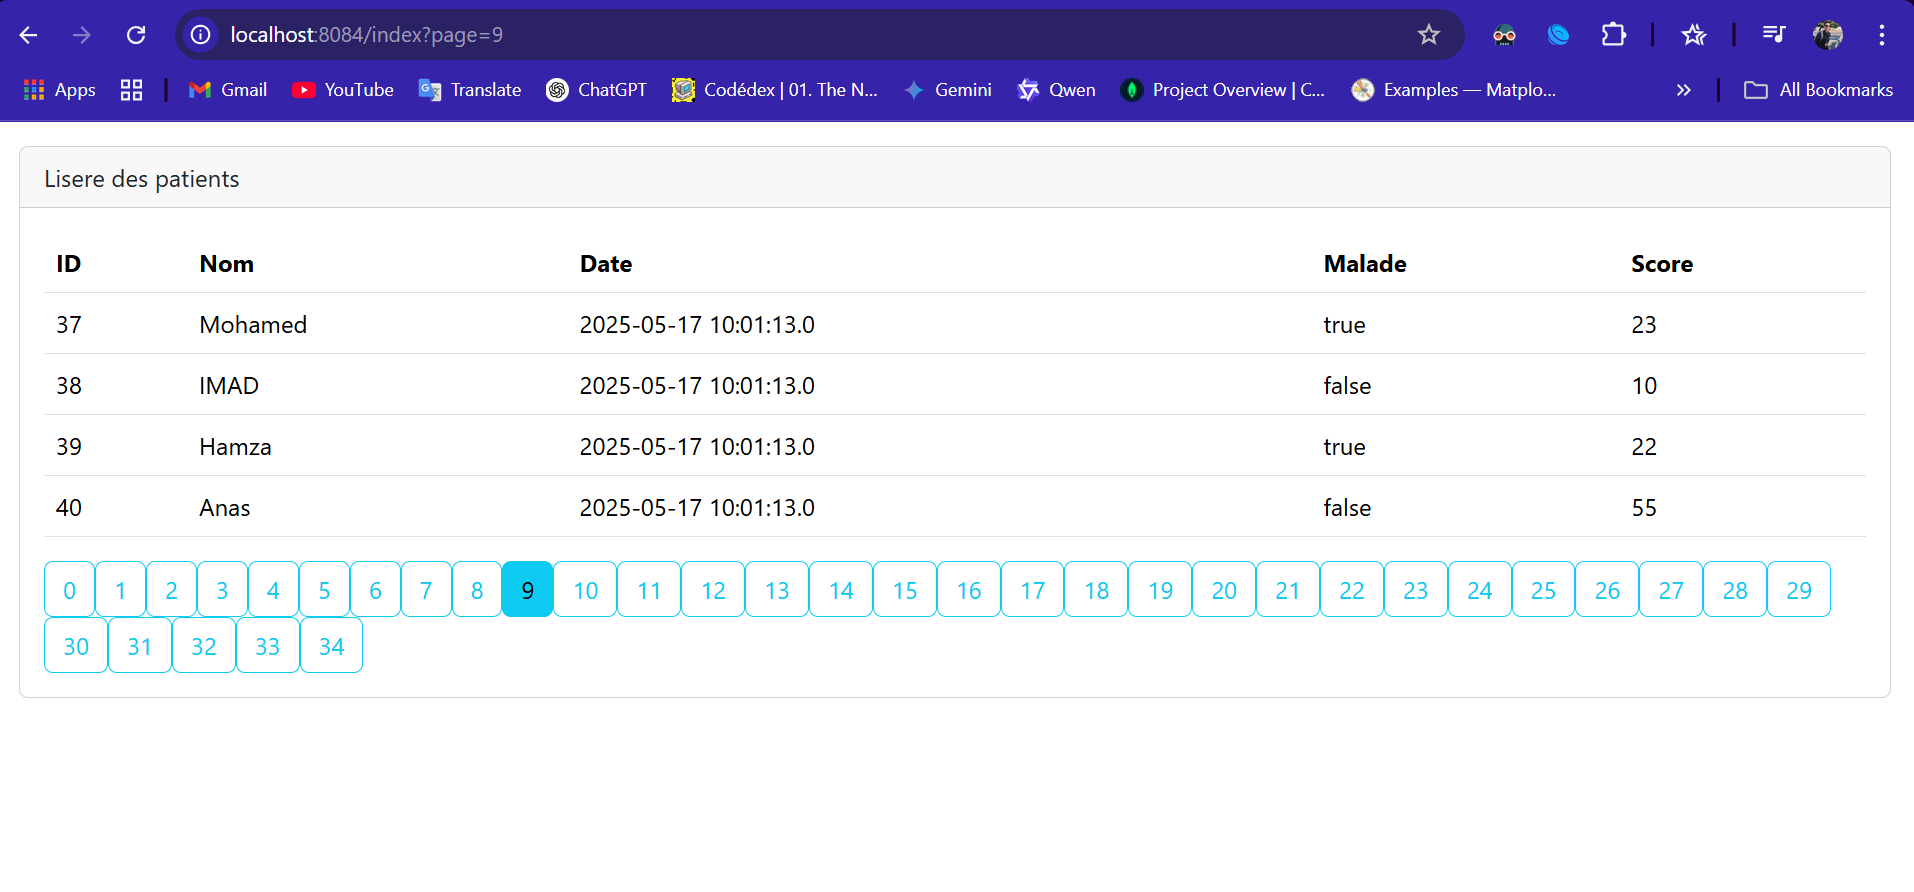 localhost:8084/index?page=9
Apps Gmail YouTube Translate ChatGPT Codédex | 01. The N... Gemini Qwen Project Overview | C... Examples — Matplo... » All Bookmarks
Lisere des patients
ID Nom Date Malade Score
37 Mohamed 2025-05-17 10:01:13.0 true 23
38 IMAD 2025-05-17 10:01:13.0 false 10
39 Hamza 2025-05-17 10:01:13.0 true 22
40 Anas 2025-05-17 10:01:13.0 false 55
0 1 2 3 4 5 6 7 8 9 10 11 12 13 14 15 16 17 18 19 20 21 22 23 24 25 26 27 28 29
30 31 32 33 34